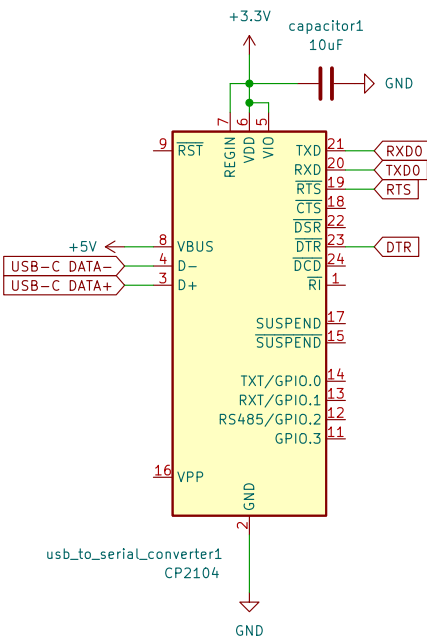 +3.3V
capacitor1
10uF
GND
7
6
5
REGIN
VDD
VIO
9
RST
TXD
21
RXD0
RXD
20
TXD0
RTS
19
RTS
CTS
18
DSR
22
+5V
8
VBUS
DTR
23
DTR
USB-C DATA-
4
D-
DCD
24
USB-C DATA+
3
D+
RI
1
SUSPEND
17
SUSPEND
15
TXT/GPIO.0
14
RXT/GPIO.1
13
RS485/GPIO.2
12
GPIO.3
11
16
VPP
GND
2
usb_to_serial_converter1
CP2104
GND